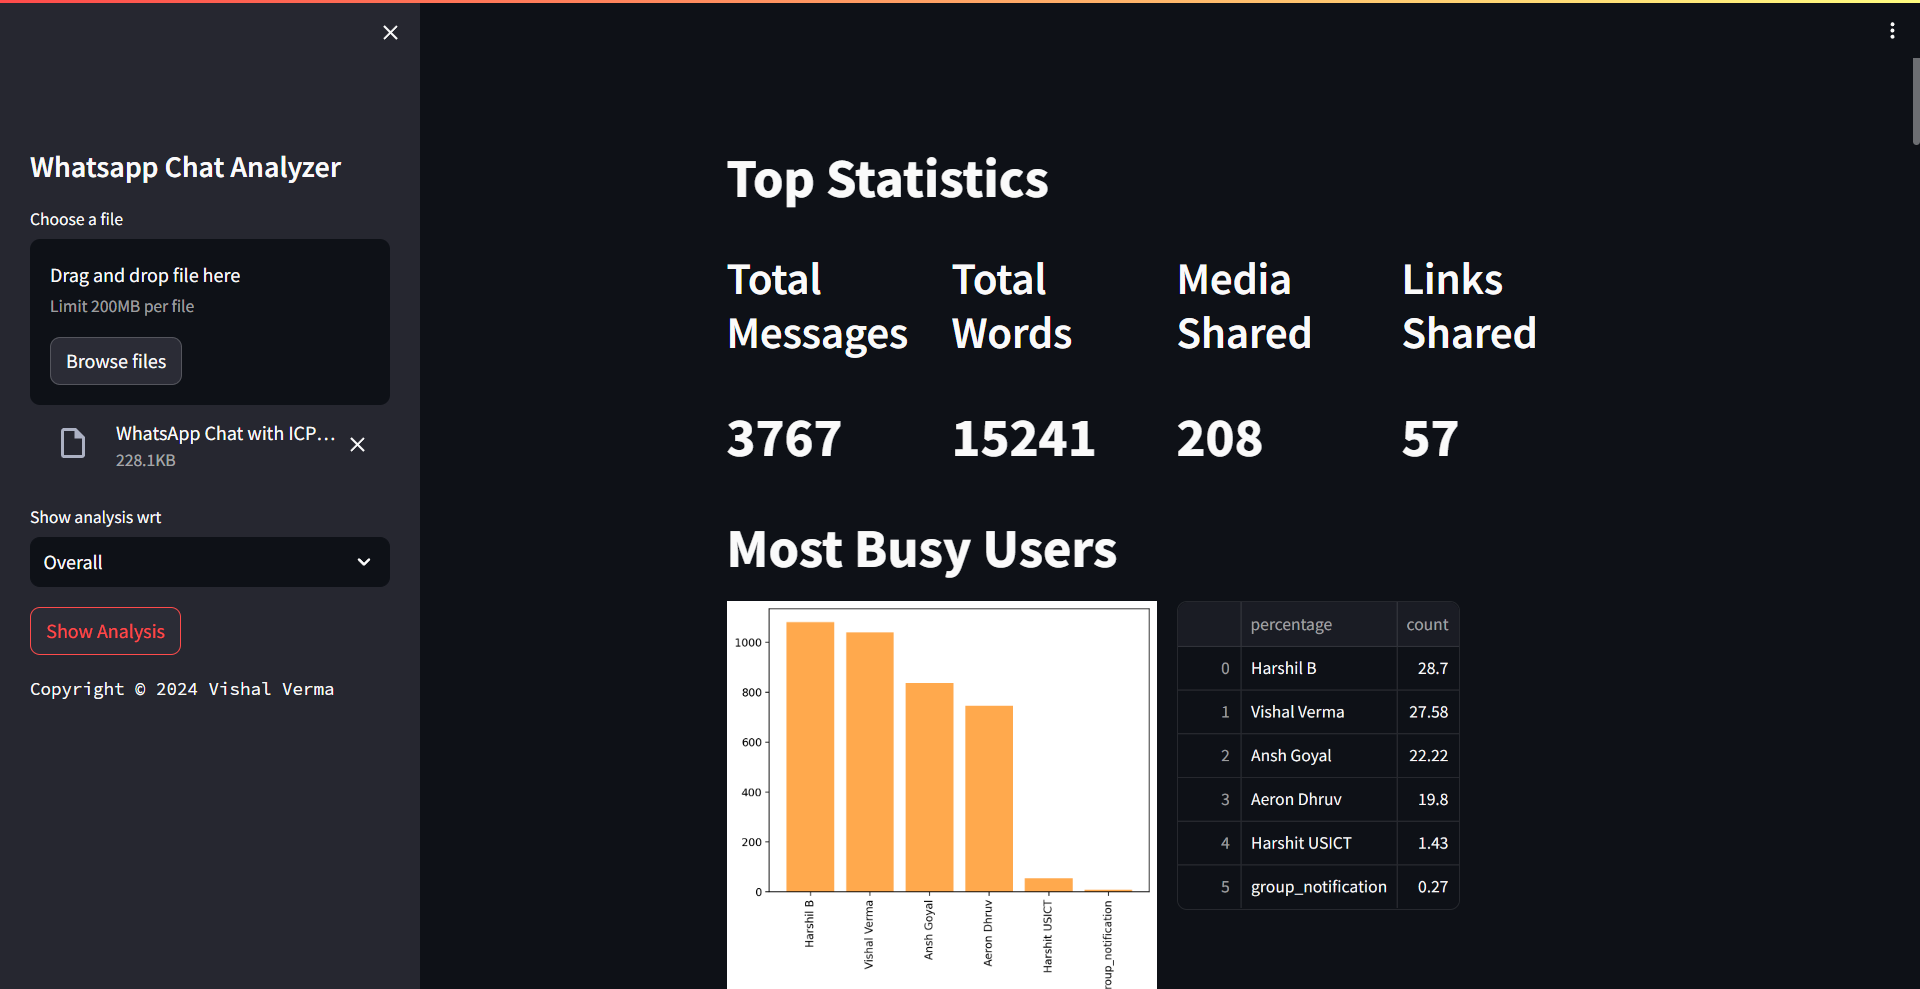 Whatsapp Chat Analyzer
Choose a file
Drag and drop file here
Limit 200MB per file
Browse files
WhatsApp Chat with ICP...
228.1KB
Show analysis wrt
Overall
Show Analysis
Copyright © 2024 Vishal Verma
Top Statistics
Total Messages
Total Words
Media Shared
Links Shared
3767
15241
208
57
Most Busy Users
1000
800
600
400
200
0
Harshil B
Vishal Verma
Ansh Goyal
Aeron Dhruv
Harshit USICT
roup_notification
percentage count
0 Harshil B 28.7
1 Vishal Verma 27.58
2 Ansh Goyal 22.22
3 Aeron Dhruv 19.8
4 Harshit USICT 1.43
5 group_notification 0.27